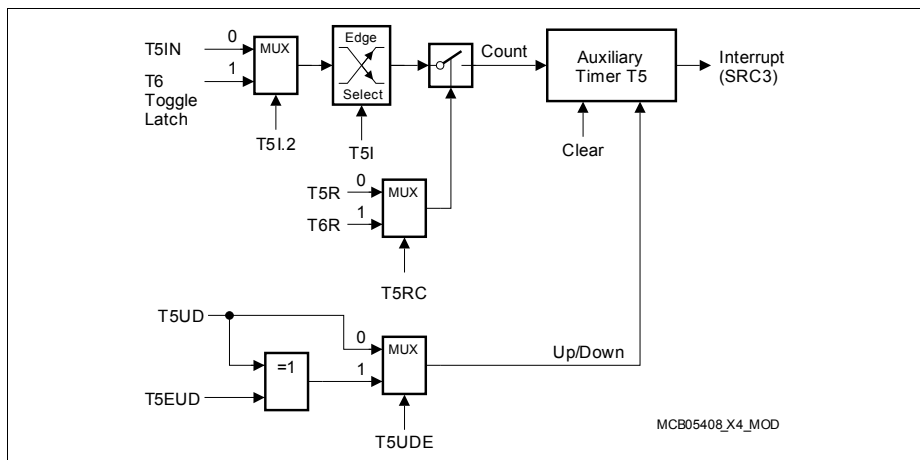 T5IN
0
MUX
T6
Toggle
Latch
1
T5I.2
Edge
Select
T5I
Count
Auxiliary
Timer T5
Interrupt
(SRC3)
Clear
T5R
0
T6R
1
MUX
T5RC
T5UD
0
MUX
=1
1
T5EUD
T5UDE
Up/Down
MCB05408_X4_MOD